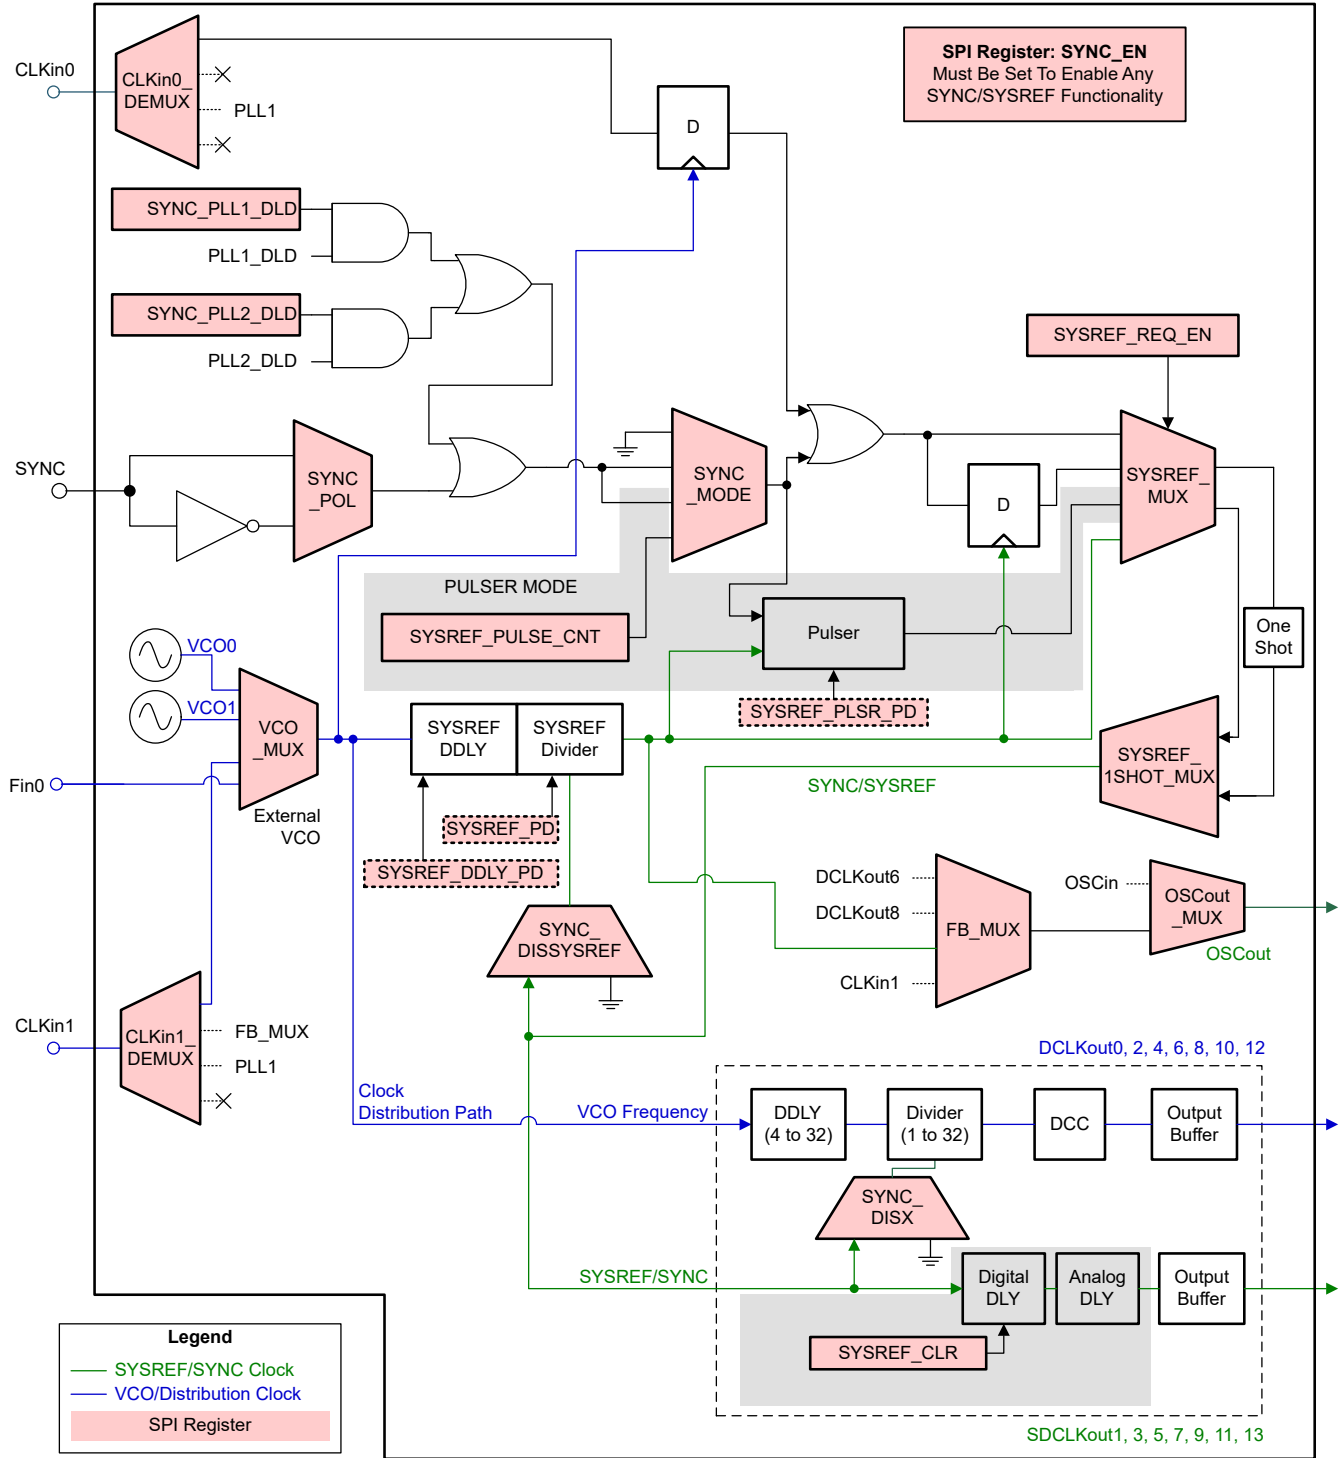 SPI Register: SYNC_EN
Must Be Set To Enable Any
SYNC/SYSREF Functionality
CLKin0
CLKin0_
DEMUX
PLL1
D
SYNC_PLL1_DLD
PLL1_DLD
SYNC_PLL2_DLD
PLL2_DLD
SYSREF_REQ_EN
SYNC
SYNC
_POL
SYNC
_MODE
D
SYSREF_
MUX
PULSER MODE
SYSREF_PULSE_CNT
Pulser
One
Shot
SYSREF_PLSR_PD
VCO0
VCO1
VCO
_MUX
External
VCO
Fin0
SYSREF
DDLY
SYSREF
Divider
SYSREF_PD
SYSREF_DDLY_PD
SYNC/SYSREF
SYSREF_
1SHOT_MUX
SYNC_
DISSYSREF
DCLKout6
DCLKout8
CLKin1
FB_MUX
OSCin
OSCout
_MUX
OSCout
CLKin1
CLKin1_
DEMUX
FB_MUX
PLL1
DCLKout0, 2, 4, 6, 8, 10, 12
Clock
Distribution Path
VCO Frequency
DDLY
(4 to 32)
Divider
(1 to 32)
DCC
Output
Buffer
SYNC_
DISX
SYSREF/SYNC
Digital
DLY
Analog
DLY
Output
Buffer
SYSREF_CLR
SDCLKout1, 3, 5, 7, 9, 11, 13
Legend
SYSREF/SYNC Clock
VCO/Distribution Clock
SPI Register